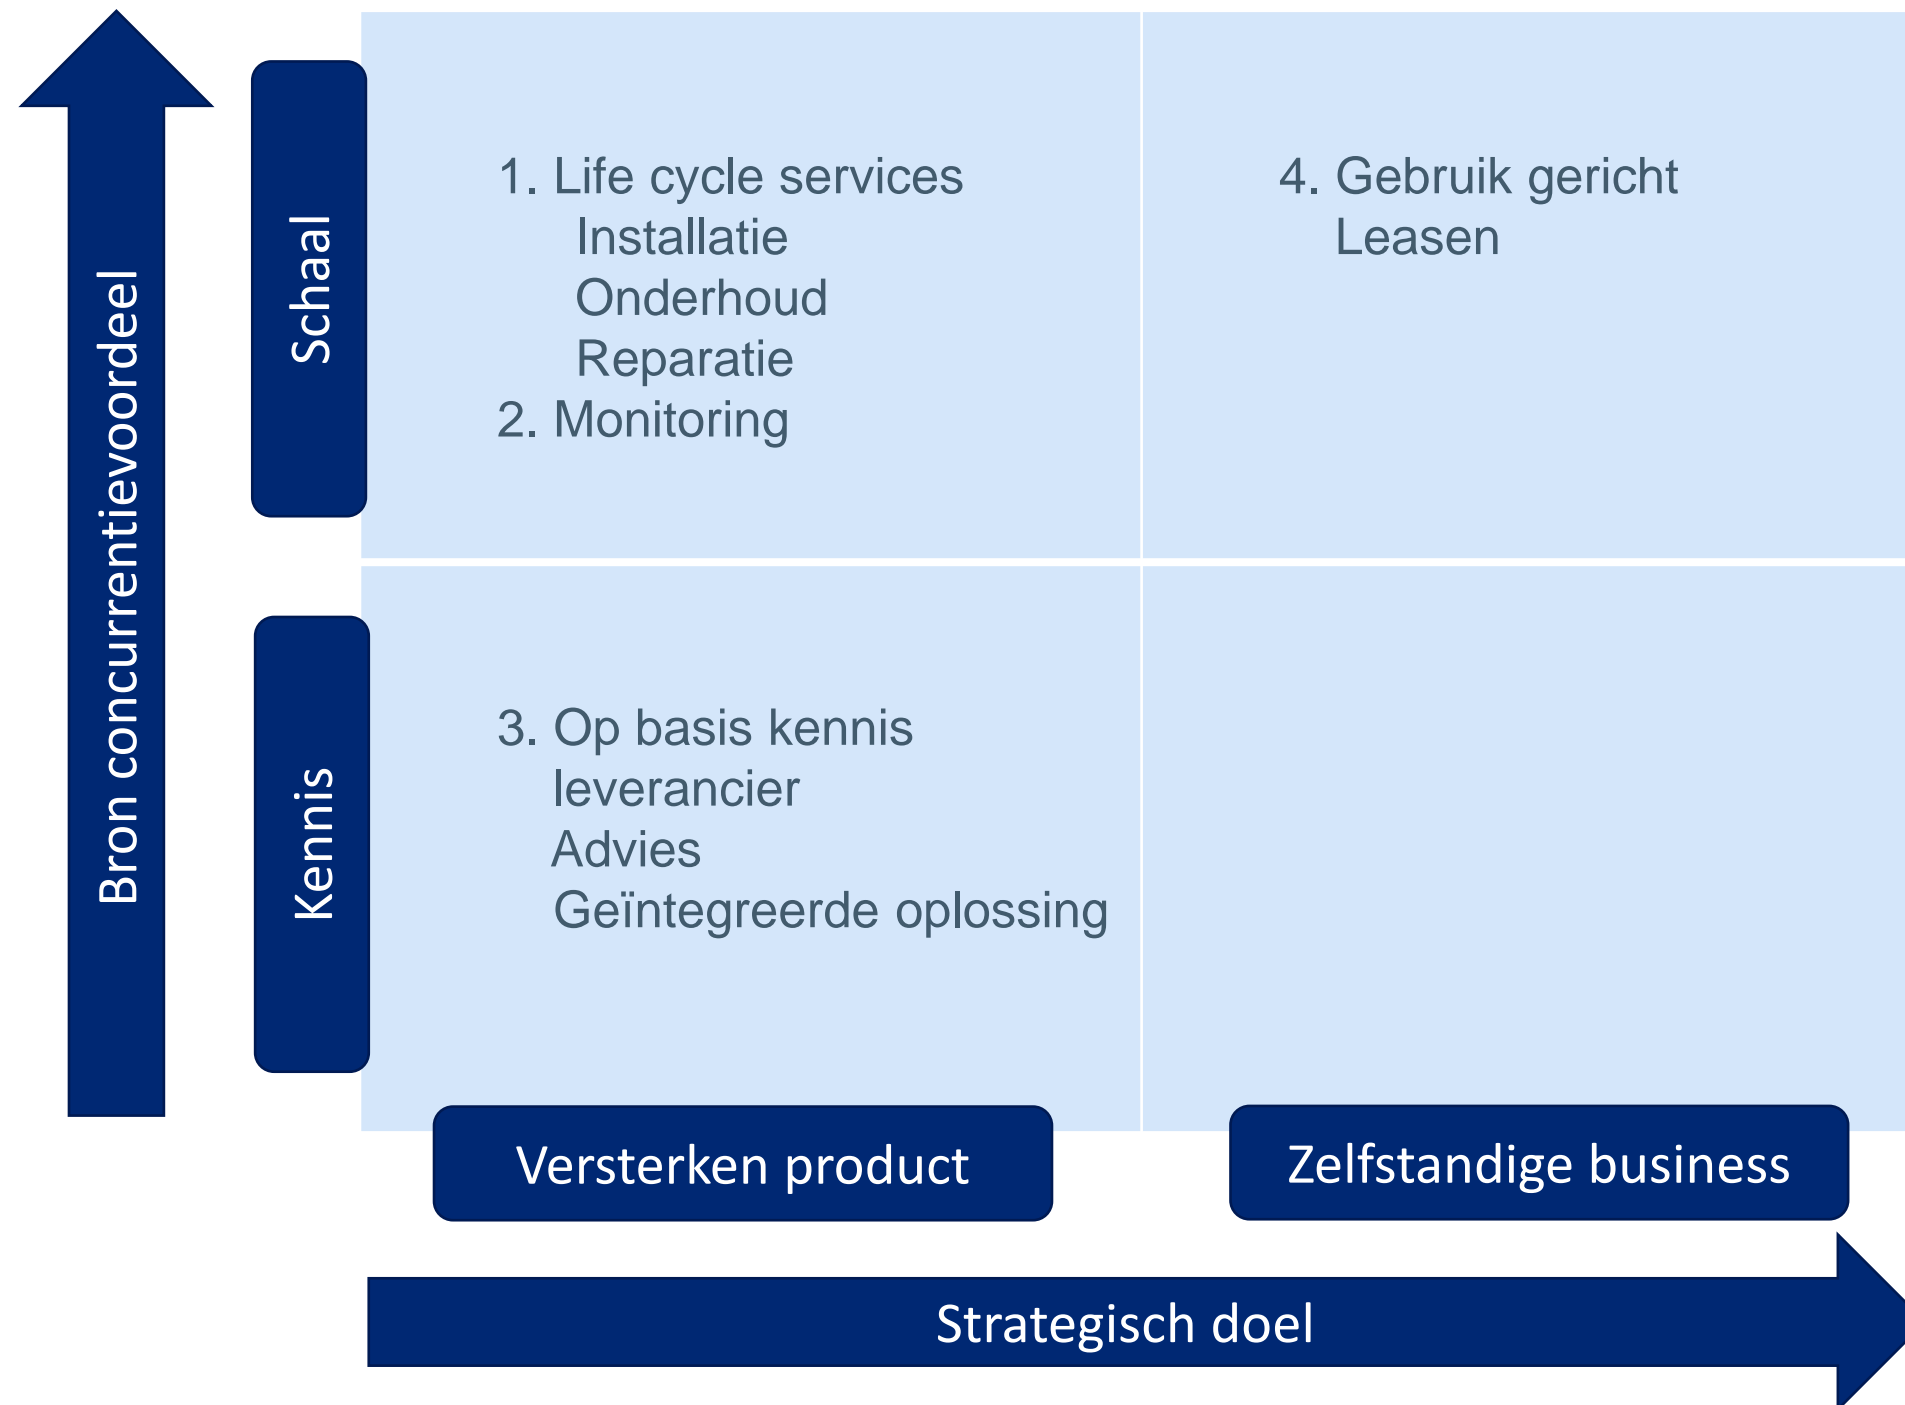 Bron concurrentievoordeel
Schaal
1. Life cycle services
Installatie
Onderhoud
Reparatie
2. Monitoring
4. Gebruik gericht
Leasen
Kennis
3. Op basis kennis
leverancier
Advies
Geïntegreerde oplossing
Versterken product
Zelfstandige business
Strategisch doel